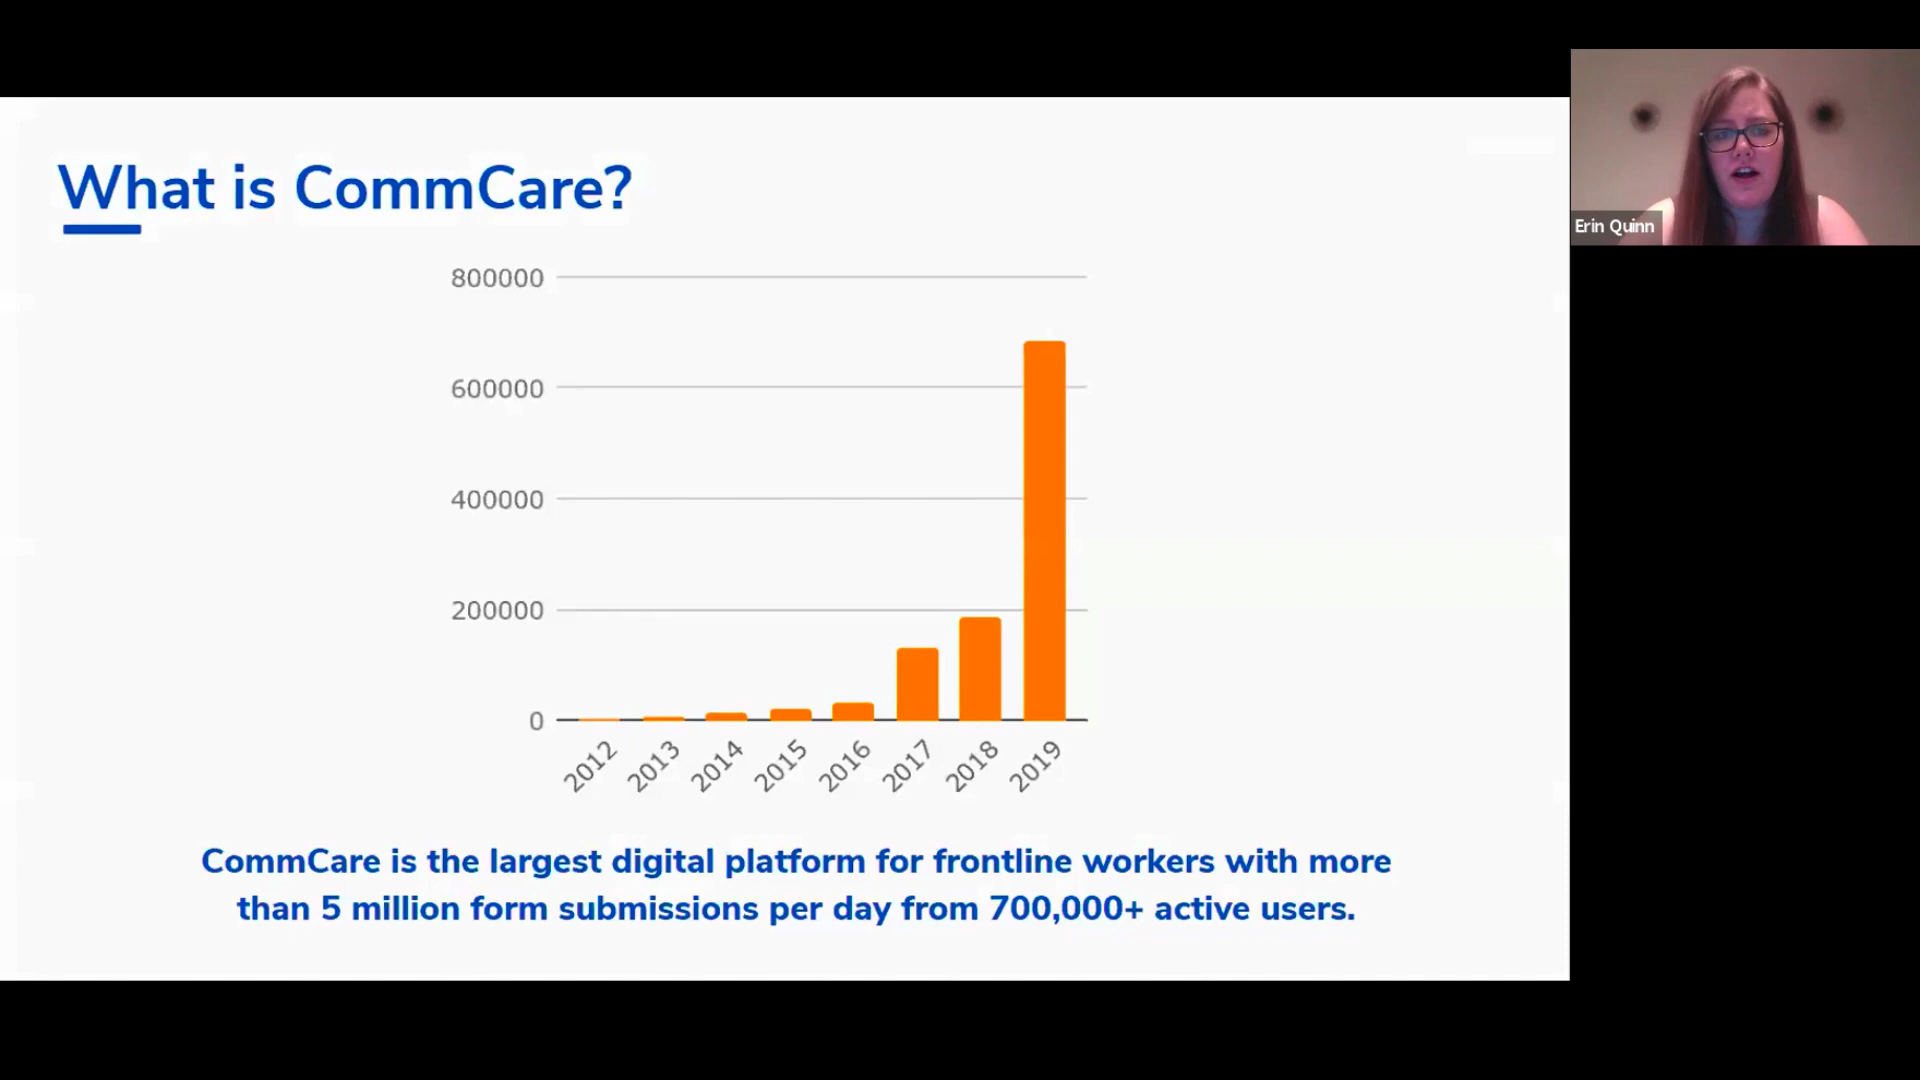 What is CommCare?
Erin Quinn
800000
600000
400000
200000
0
2012 2013 2014 2015 2016 2017 2018 2019
CommCare is the largest digital platform for frontline workers with more
than 5 million form submissions per day from 700,000+ active users.